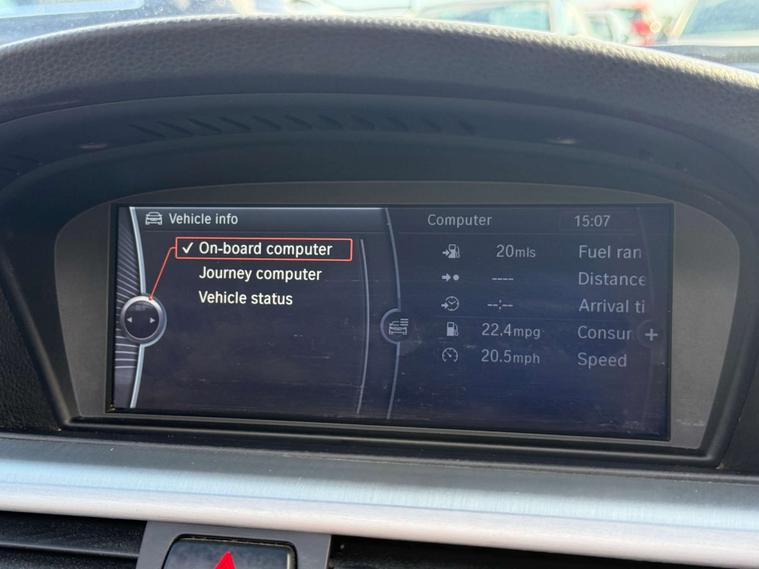 Vehicle info
✓ On-board computer
Journey computer
Vehicle status
Computer 15:07
20mls Fuel ran
---- Distance
--:-- Arrival ti
22.4mpg Consur
20.5mph Speed